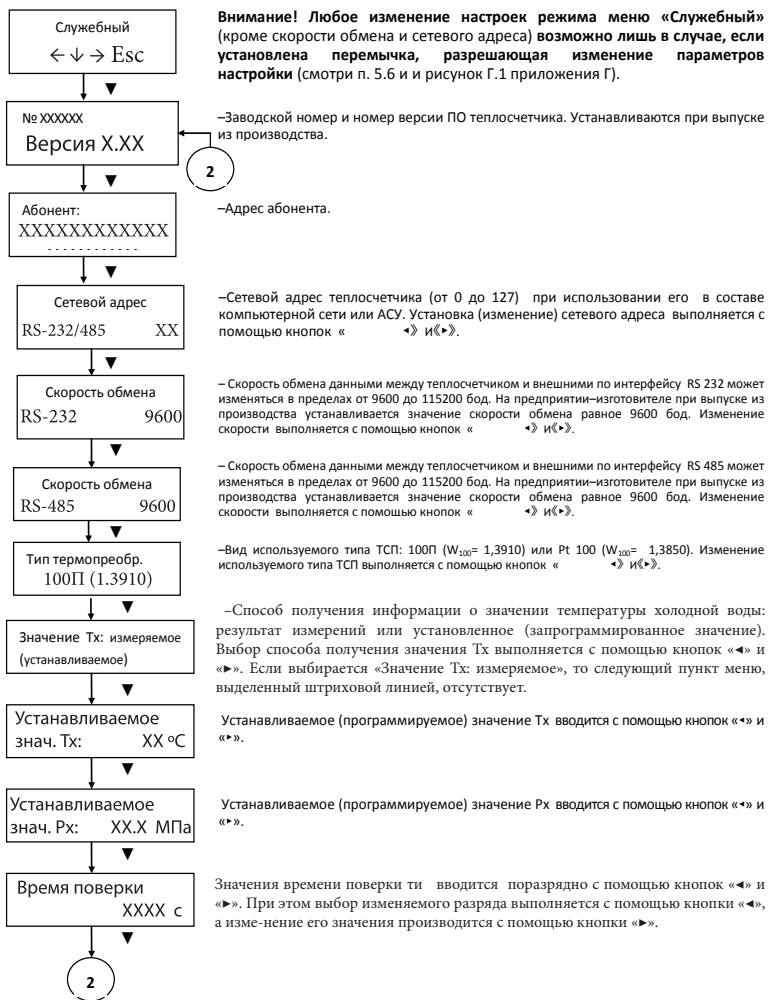 Служебный
← ↓ → Esc
Внимание! Любое изменение настроек режима меню «Служебный»
(кроме скорости обмена и сетевого адреса) возможно лишь в случае, если
установлена перемычка, разрешающая изменение параметров
настройки (смотри п. 5.6 и и рисунок Г.1 приложения Г).
▼
№ XXXXXX
Версия X.XX
–Заводской номер и номер версии ПО теплосчетчика. Устанавливаются при выпуске
из производства.
2
▼
Абонент:
XXXXXXXXXXXX
- - - - - - - - - - - -
–Адрес абонента.
▼
Сетевой адрес
RS-232/485 XX
–Сетевой адрес теплосчетчика (от 0 до 127) при использовании его в составе
компьютерной сети или АСУ. Установка (изменение) сетевого адреса выполняется с
помощью кнопок « ◂》 и《▸》.
▼
Скорость обмена
RS-232 9600
– Скорость обмена данными между теплосчетчиком и внешними по интерфейсу RS 232 может
изменяться в пределах от 9600 до 115200 бод. На предприятии–изготовителе при выпуске из
производства устанавливается значение скорости обмена равное 9600 бод. Изменение
скорости выполняется с помощью кнопок « ◂》 и《▸》.
▼
Скорость обмена
RS-485 9600
– Скорость обмена данными между теплосчетчиком и внешними по интерфейсу RS 485 может
изменяться в пределах от 9600 до 115200 бод. На предприятии–изготовителе при выпуске из
производства устанавливается значение скорости обмена равное 9600 бод. Изменение
скорости выполняется с помощью кнопок « ◂》 и《▸》.
▼
Тип термопреобр.
100П (1.3910)
–Вид используемого типа ТСП: 100П (W100= 1,3910) или Pt 100 (W100= 1,3850). Изменение
используемого типа ТСП выполняется с помощью кнопок « ◂》 и《▸》.
▼
Значение Тх: измеряемое
(устанавливаемое)
–Способ получения информации о значении температуры холодной воды:
результат измерений или установленное (запрограммированное значение).
Выбор способа получения значения Тх выполняется с помощью кнопок «◄» и
«►». Если выбирается «Значение Тх: измеряемое», то следующий пункт меню,
выделенный штриховой линией, отсутствует.
▼
Устанавливаемое
знач. Тх: XX ºС
Устанавливаемое (программируемое) значение Тх вводится с помощью кнопок «◂» и
«▸».
▼
Устанавливаемое
знач. Рх: XX.X МПа
Устанавливаемое (программируемое) значение Рх вводится с помощью кнопок «◂» и
«▸».
▼
Время поверки
XXXX с
Значения времени поверки τи вводится поразрядно с помощью кнопок «◄» и
«►». При этом выбор изменяемого разряда выполняется с помощью кнопки «◄»,
а изме-нение его значения производится с помощью кнопки «►».
▼
2